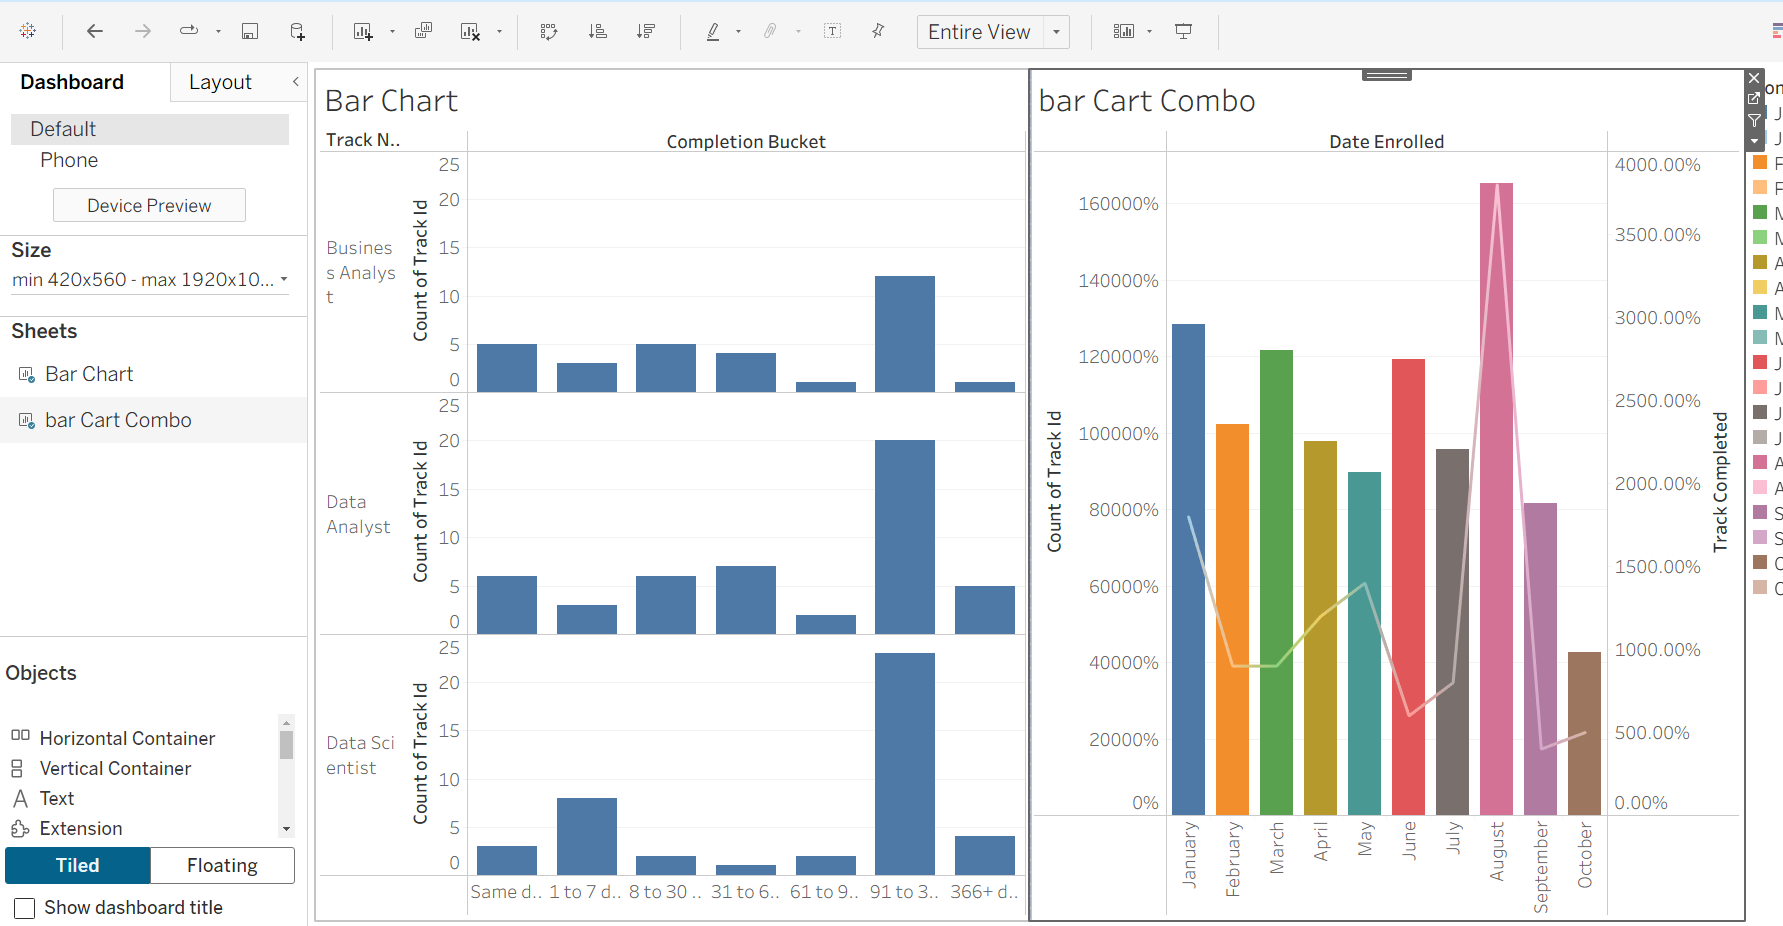 Entire View
Dashboard
Layout
Default
Phone
Device Preview
Size
min 420x560 - max 1920x10...
Sheets
Bar Chart
bar Cart Combo
Objects
Horizontal Container
Vertical Container
Text
Extension
Tiled
Floating
Show dashboard title
Bar Chart
Track N..
Completion Bucket
Busines
s Analys
t
Count of Track Id
25
20
15
10
5
0
Data
Analyst
Count of Track Id
25
20
15
10
5
0
Data Sci
entist
Count of Track Id
25
20
15
10
5
0
Same d..
1 to 7 d..
8 to 30 ..
31 to 6..
61 to 9..
91 to 3..
366+ d..
bar Cart Combo
Date Enrolled
Count of Track Id
160000%
140000%
120000%
100000%
80000%
60000%
40000%
20000%
0%
4000.00%
3500.00%
3000.00%
2500.00%
2000.00%
1500.00%
1000.00%
500.00%
0.00%
Track Completed
January
February
March
April
May
June
July
August
September
October
J
J
F
F
M
M
A
A
M
M
J
J
J
J
A
A
S
S
O
O